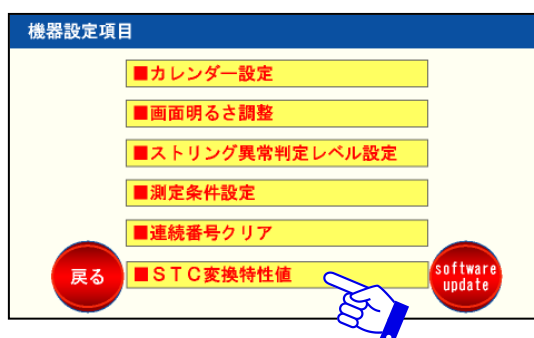 機器設定項目
■カレンダー設定
■画面明るさ調整
■ストリング異常判定レベル設定
■測定条件設定
■連続番号クリア
戻る
■ＳＴＣ変換特性値
software
update